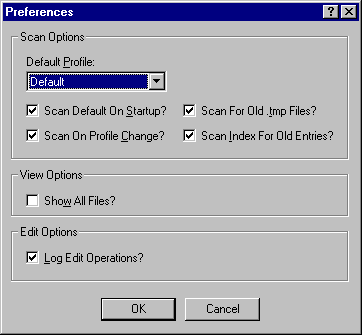 Preferences
Scan Options
Default Profile:
Default
Scan Default On Startup?
Scan For Old .tmp Files?
Scan On Profile Change?
Scan Index For Old Entries?
View Options
Show All Files?
Edit Options
Log Edit Operations?
OK
Cancel